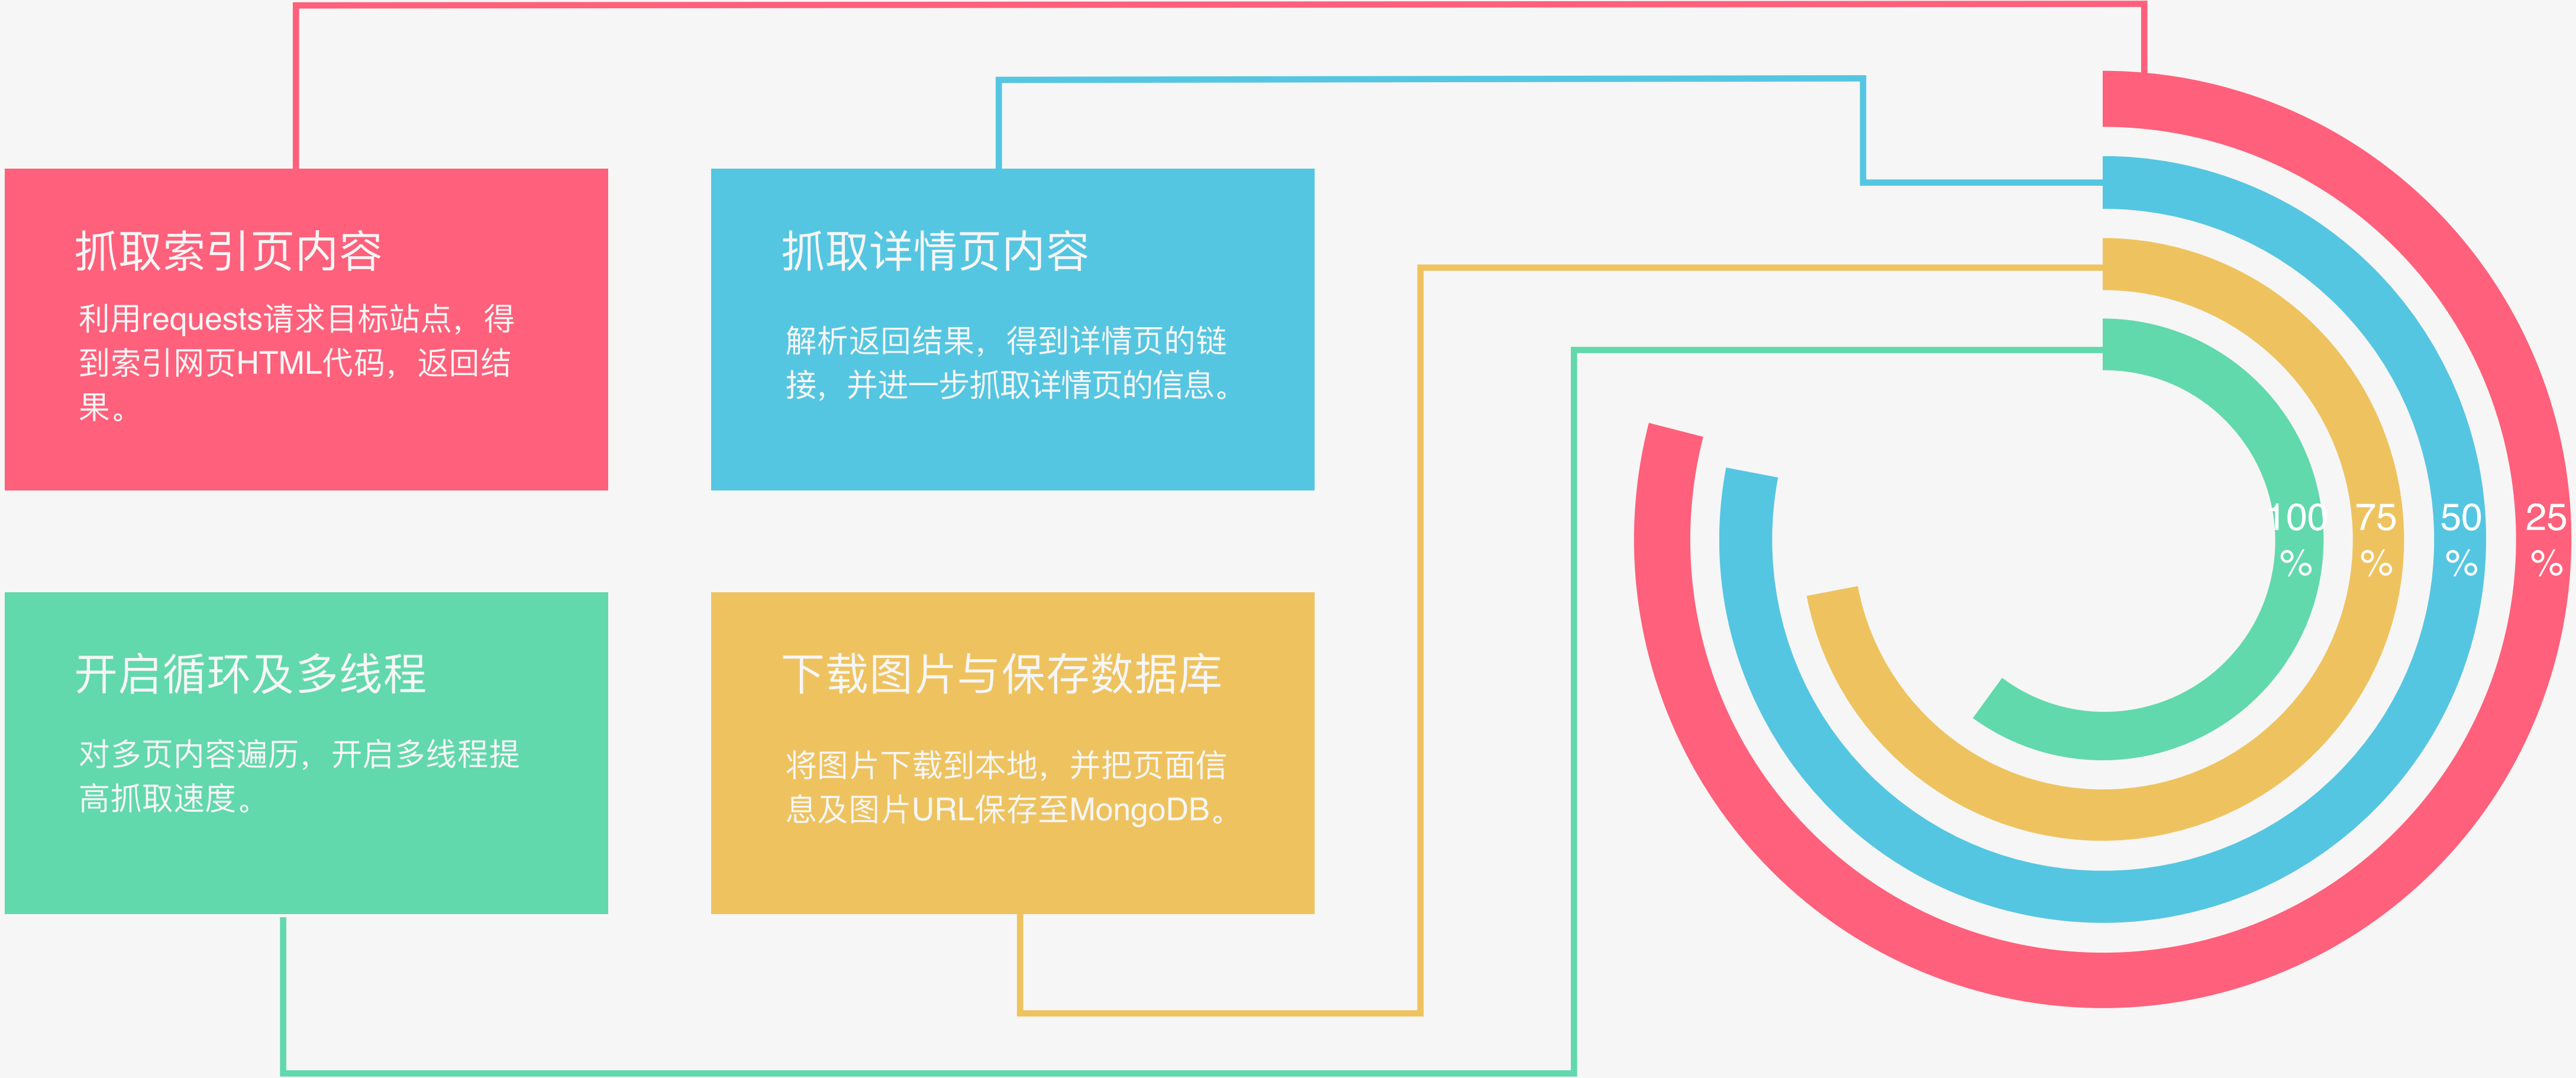 抓取索引页内容
利用requests请求目标站点，得
到索引网页HTML代码，返回结
果。
抓取详情页内容
解析返回结果，得到详情页的链
接，并进一步抓取详情页的信息。
开启循环及多线程
对多页内容遍历，开启多线程提
高抓取速度。
下载图片与保存数据库
将图片下载到本地，并把页面信
息及图片URL保存至MongoDB。
100
%
75
%
50
%
25
%